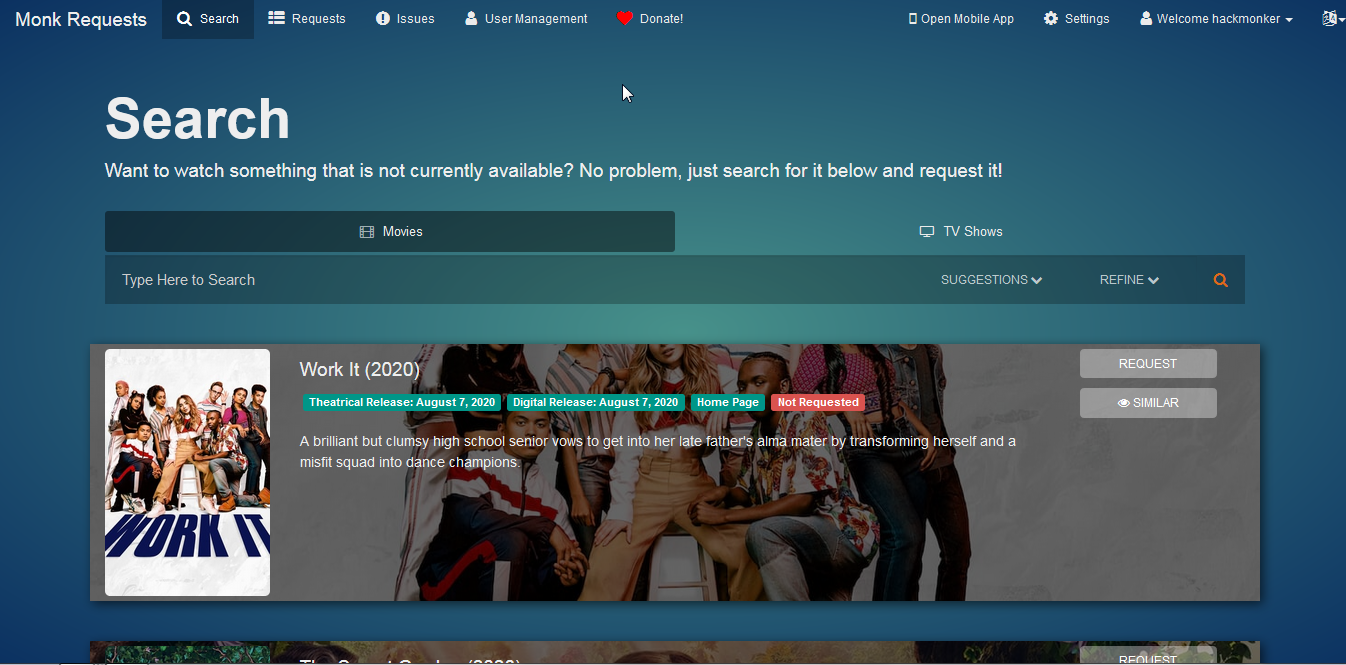 Monk Requests Search Requests Issues User Management Donate! Open Mobile App Settings Welcome hackmonker
Search
Want to watch something that is not currently available? No problem, just search for it below and request it!
Movies TV Shows
Type Here to Search SUGGESTIONS REFINE
Work It (2020) REQUEST
Theatrical Release: August 7, 2020 Digital Release: August 7, 2020 Home Page Not Requested SIMILAR
A brilliant but clumsy high school senior vows to get into her late father's alma mater by transforming herself and a
misfit squad into dance champions.
WORK IT
REQUEST